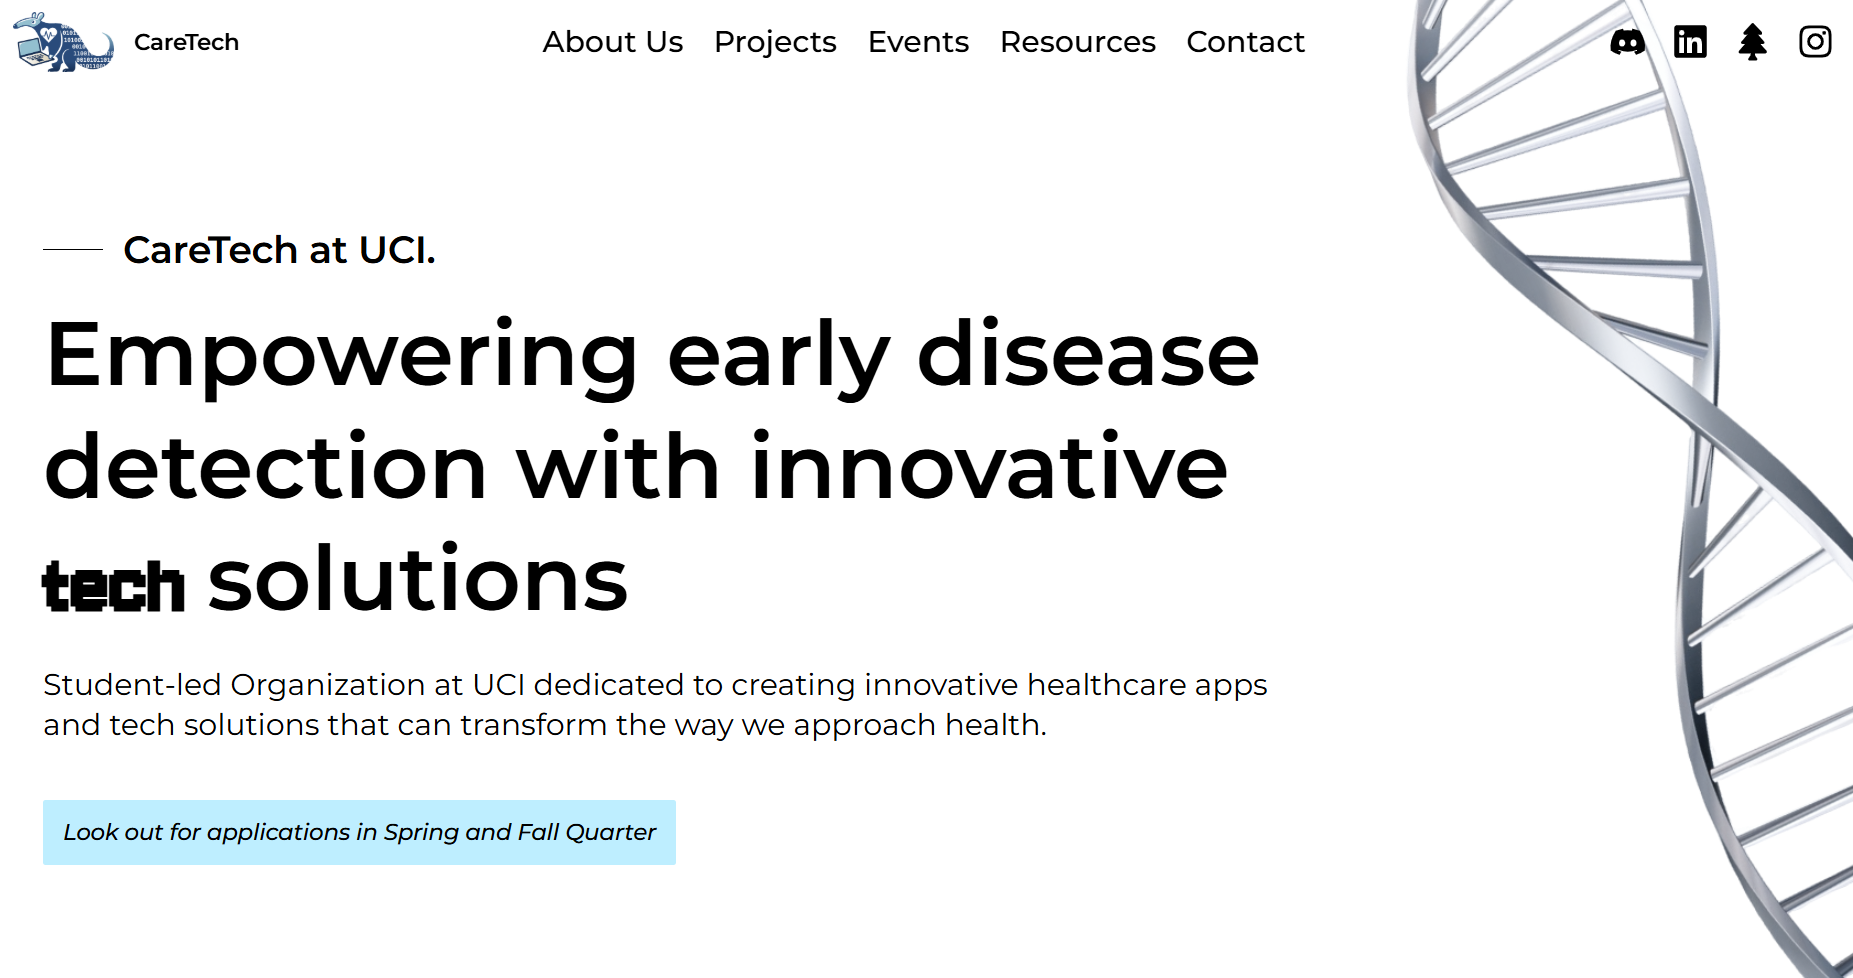 CareTech
About Us Projects Events Resources Contact
CareTech at UCI.
Empowering early disease
detection with innovative
tech solutions
Student-led Organization at UCI dedicated to creating innovative healthcare apps
and tech solutions that can transform the way we approach health.
Look out for applications in Spring and Fall Quarter